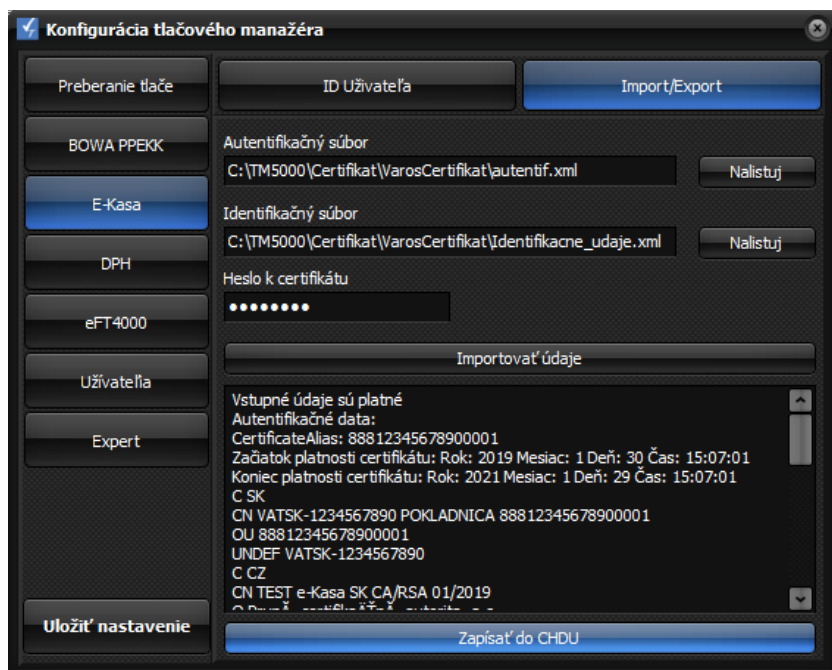 Konfigurácia tlačového manažéra
Preberanie tlače
ID Uživateľa
Import/Export
BOWA PPEKK
E-Kasa
DPH
eFT4000
Užívatelia
Expert
Uložiť nastavenie
Autentifikačný súbor
C:\TM5000\Certifikat\VarosCertifikat\autentif.xml
Nalistuj
Identifikačný súbor
C:\TM5000\Certifikat\VarosCertifikat\Identifikacne_udaje.xml
Nalistuj
Heslo k certifikátu
Importovať údaje
Vstupné údaje sú platné
Autentifikačné data:
CertificateAlias: 88812345678900001
Začiatok platnosti certifikátu: Rok: 2019 Mesiac: 1 Deň: 30 Čas: 15:07:01
Koniec platnosti certifikátu: Rok: 2021 Mesiac: 1 Deň: 29 Čas: 15:07:01
C SK
CN VATSK-1234567890 POKLADNICA 88812345678900001
OU 88812345678900001
UNDEF VATSK-1234567890
C CZ
CN TEST e-Kasa SK CA/RSA 01/2019
Zapísať do CHDU